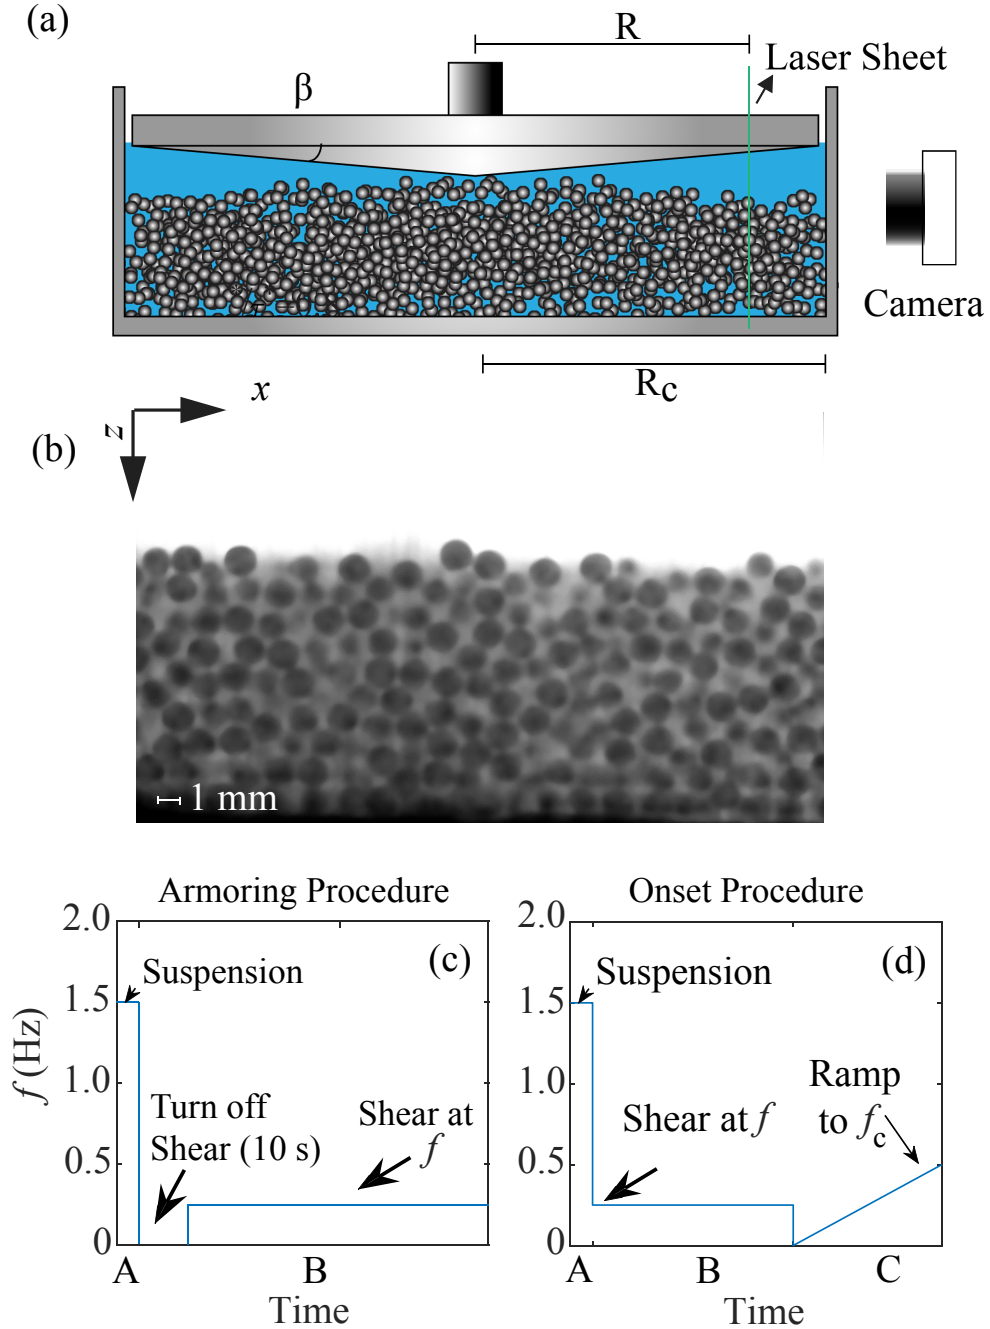 (a)
R
Laser Sheet
β
Camera
R_c
x
z
(b)
1 mm
Armoring Procedure
Onset Procedure
2.0
1.5
1.0
0.5
0
f (Hz)
(c)
Suspension
Turn off
Shear (10 s)
Shear at
f
A
B
Time
2.0
1.5
1.0
0.5
0
(d)
Suspension
Shear at f
Ramp
to f_c
A
B
C
Time